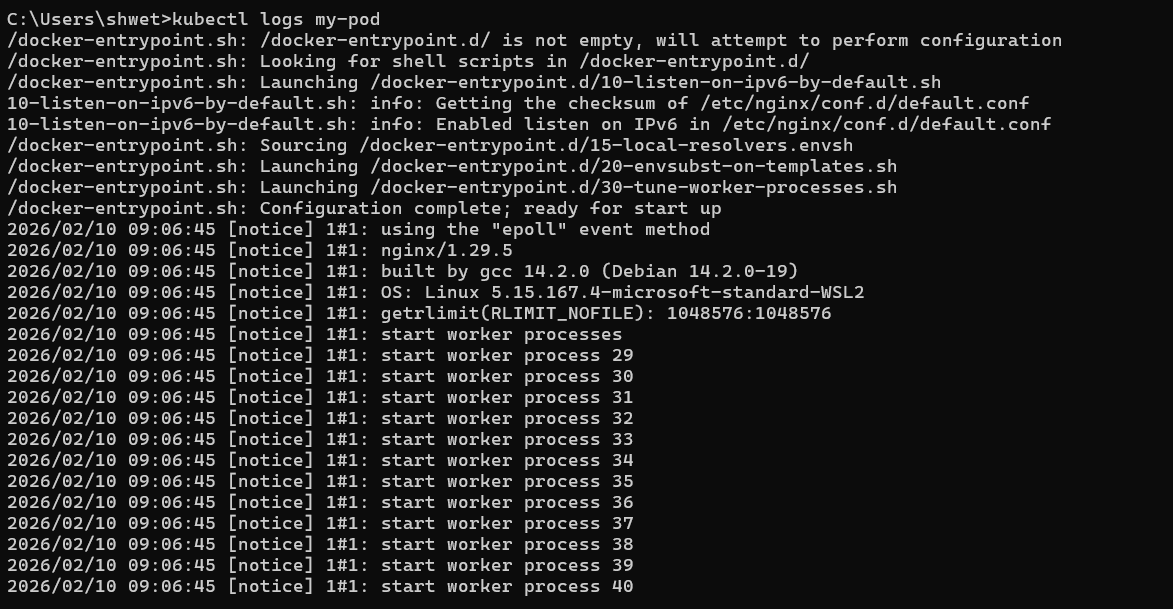 C:\Users\shwet>kubectl logs my-pod
/docker-entrypoint.sh: /docker-entrypoint.d/ is not empty, will attempt to perform configuration
/docker-entrypoint.sh: Looking for shell scripts in /docker-entrypoint.d/
/docker-entrypoint.sh: Launching /docker-entrypoint.d/10-listen-on-ipv6-by-default.sh
10-listen-on-ipv6-by-default.sh: info: Getting the checksum of /etc/nginx/conf.d/default.conf
10-listen-on-ipv6-by-default.sh: info: Enabled listen on IPv6 in /etc/nginx/conf.d/default.conf
/docker-entrypoint.sh: Sourcing /docker-entrypoint.d/15-local-resolvers.envsh
/docker-entrypoint.sh: Launching /docker-entrypoint.d/20-envsubst-on-templates.sh
/docker-entrypoint.sh: Launching /docker-entrypoint.d/30-tune-worker-processes.sh
/docker-entrypoint.sh: Configuration complete; ready for start up
2026/02/10 09:06:45 [notice] 1#1: using the "epoll" event method
2026/02/10 09:06:45 [notice] 1#1: nginx/1.29.5
2026/02/10 09:06:45 [notice] 1#1: built by gcc 14.2.0 (Debian 14.2.0-19)
2026/02/10 09:06:45 [notice] 1#1: OS: Linux 5.15.167.4-microsoft-standard-WSL2
2026/02/10 09:06:45 [notice] 1#1: getrlimit(RLIMIT_NOFILE): 1048576:1048576
2026/02/10 09:06:45 [notice] 1#1: start worker processes
2026/02/10 09:06:45 [notice] 1#1: start worker process 29
2026/02/10 09:06:45 [notice] 1#1: start worker process 30
2026/02/10 09:06:45 [notice] 1#1: start worker process 31
2026/02/10 09:06:45 [notice] 1#1: start worker process 32
2026/02/10 09:06:45 [notice] 1#1: start worker process 33
2026/02/10 09:06:45 [notice] 1#1: start worker process 34
2026/02/10 09:06:45 [notice] 1#1: start worker process 35
2026/02/10 09:06:45 [notice] 1#1: start worker process 36
2026/02/10 09:06:45 [notice] 1#1: start worker process 37
2026/02/10 09:06:45 [notice] 1#1: start worker process 38
2026/02/10 09:06:45 [notice] 1#1: start worker process 39
2026/02/10 09:06:45 [notice] 1#1: start worker process 40